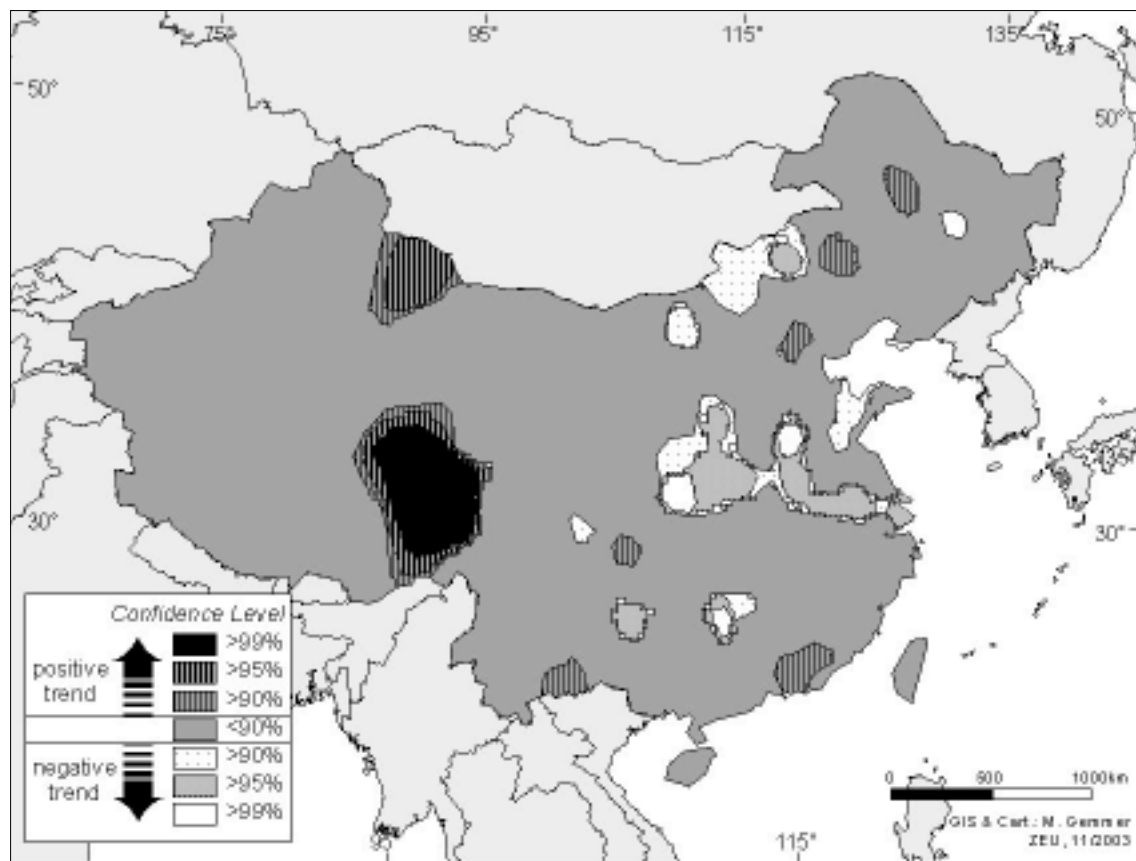 75° 95° 115° 135°
50° 50°
30° 30°
Confidence Level
>99%
positive trend >95%
>90%
<90%
>90%
negative trend >95%
>99%
95° 115°
0 500 1000km
GIS & Cart.: M. Gemmer
ZEU, 11/2003